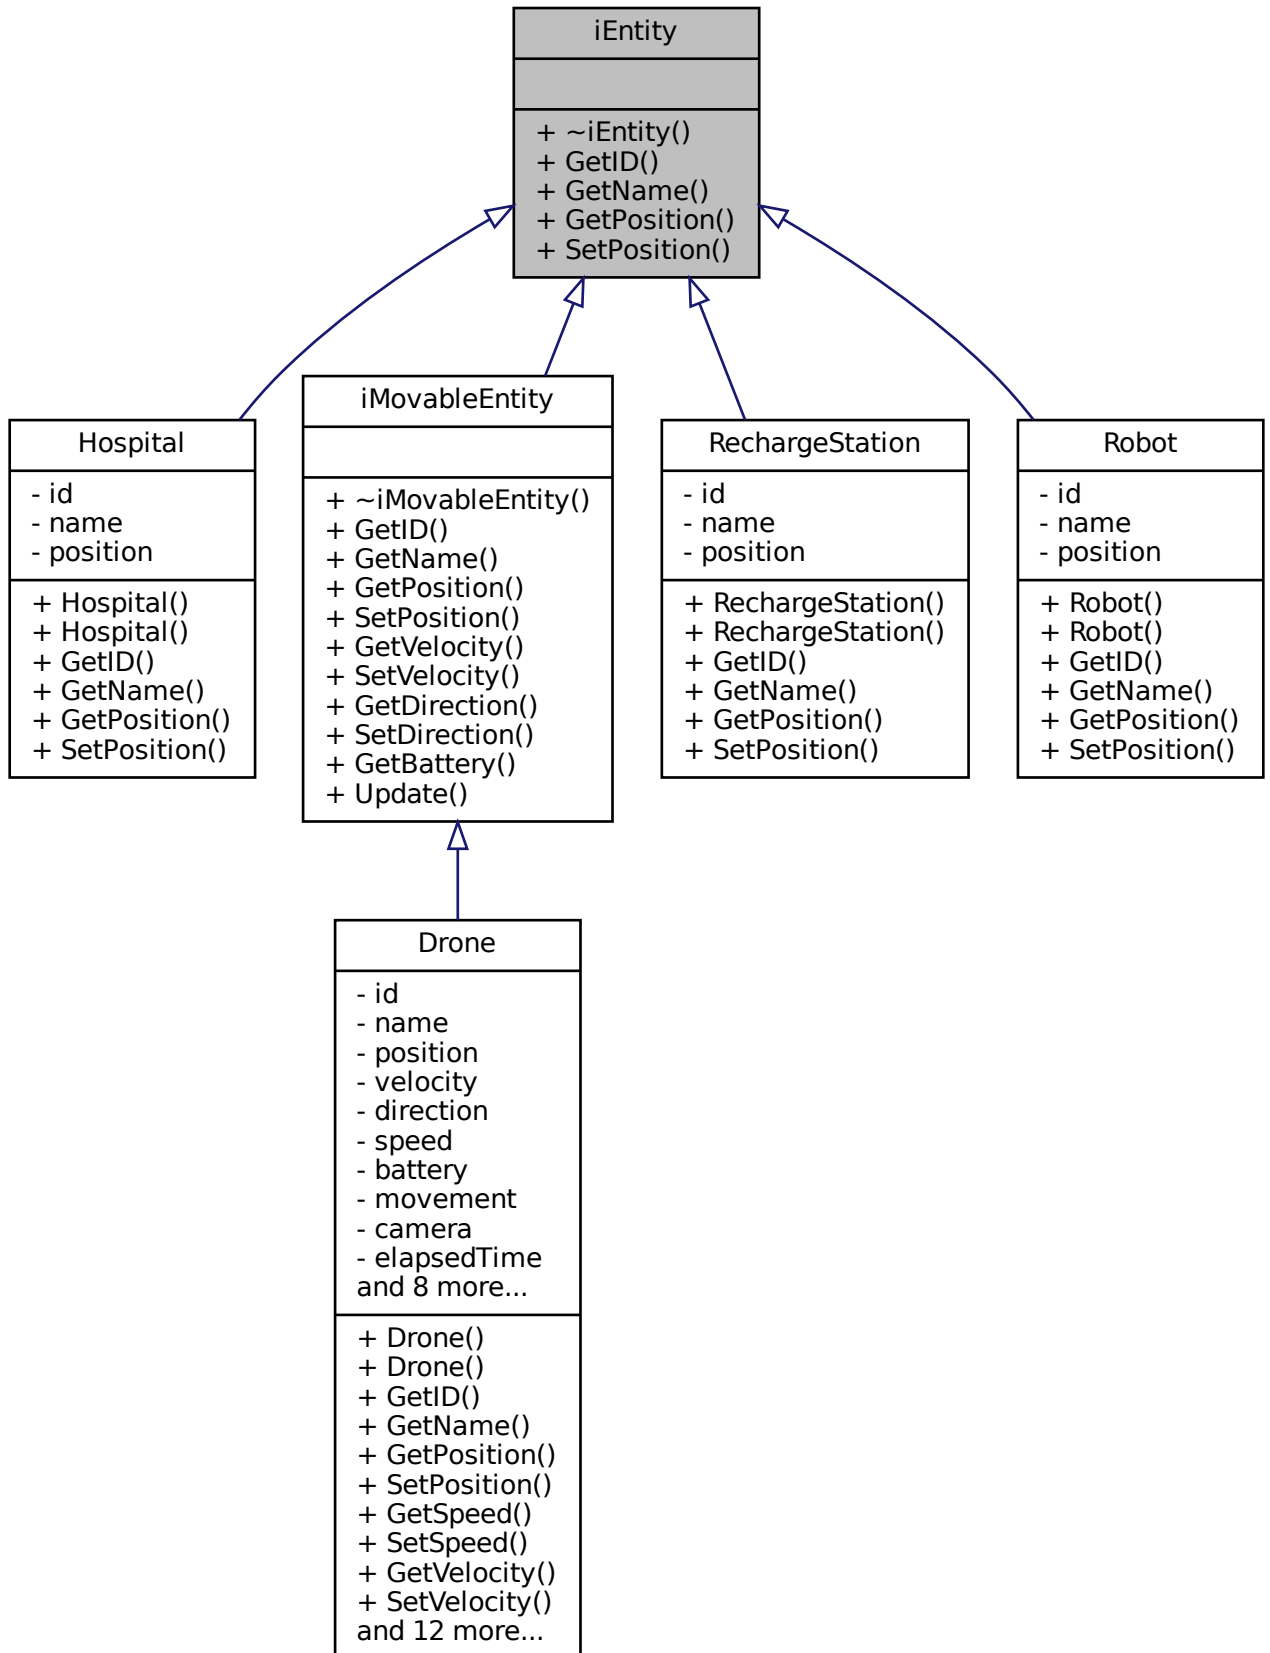 iEntity
+ ~iEntity()
+ GetID()
+ GetName()
+ GetPosition()
+ SetPosition()
Hospital
- id
- name
- position
+ Hospital()
+ Hospital()
+ GetID()
+ GetName()
+ GetPosition()
+ SetPosition()
iMovableEntity
+ ~iMovableEntity()
+ GetID()
+ GetName()
+ GetPosition()
+ SetPosition()
+ GetVelocity()
+ SetVelocity()
+ GetDirection()
+ SetDirection()
+ GetBattery()
+ Update()
RechargeStation
- id
- name
- position
+ RechargeStation()
+ RechargeStation()
+ GetID()
+ GetName()
+ GetPosition()
+ SetPosition()
Robot
- id
- name
- position
+ Robot()
+ Robot()
+ GetID()
+ GetName()
+ GetPosition()
+ SetPosition()
Drone
- id
- name
- position
- velocity
- direction
- speed
- battery
- movement
- camera
- elapsedTime
and 8 more...
+ Drone()
+ Drone()
+ GetID()
+ GetName()
+ GetPosition()
+ SetPosition()
+ GetSpeed()
+ SetSpeed()
+ GetVelocity()
+ SetVelocity()
and 12 more...